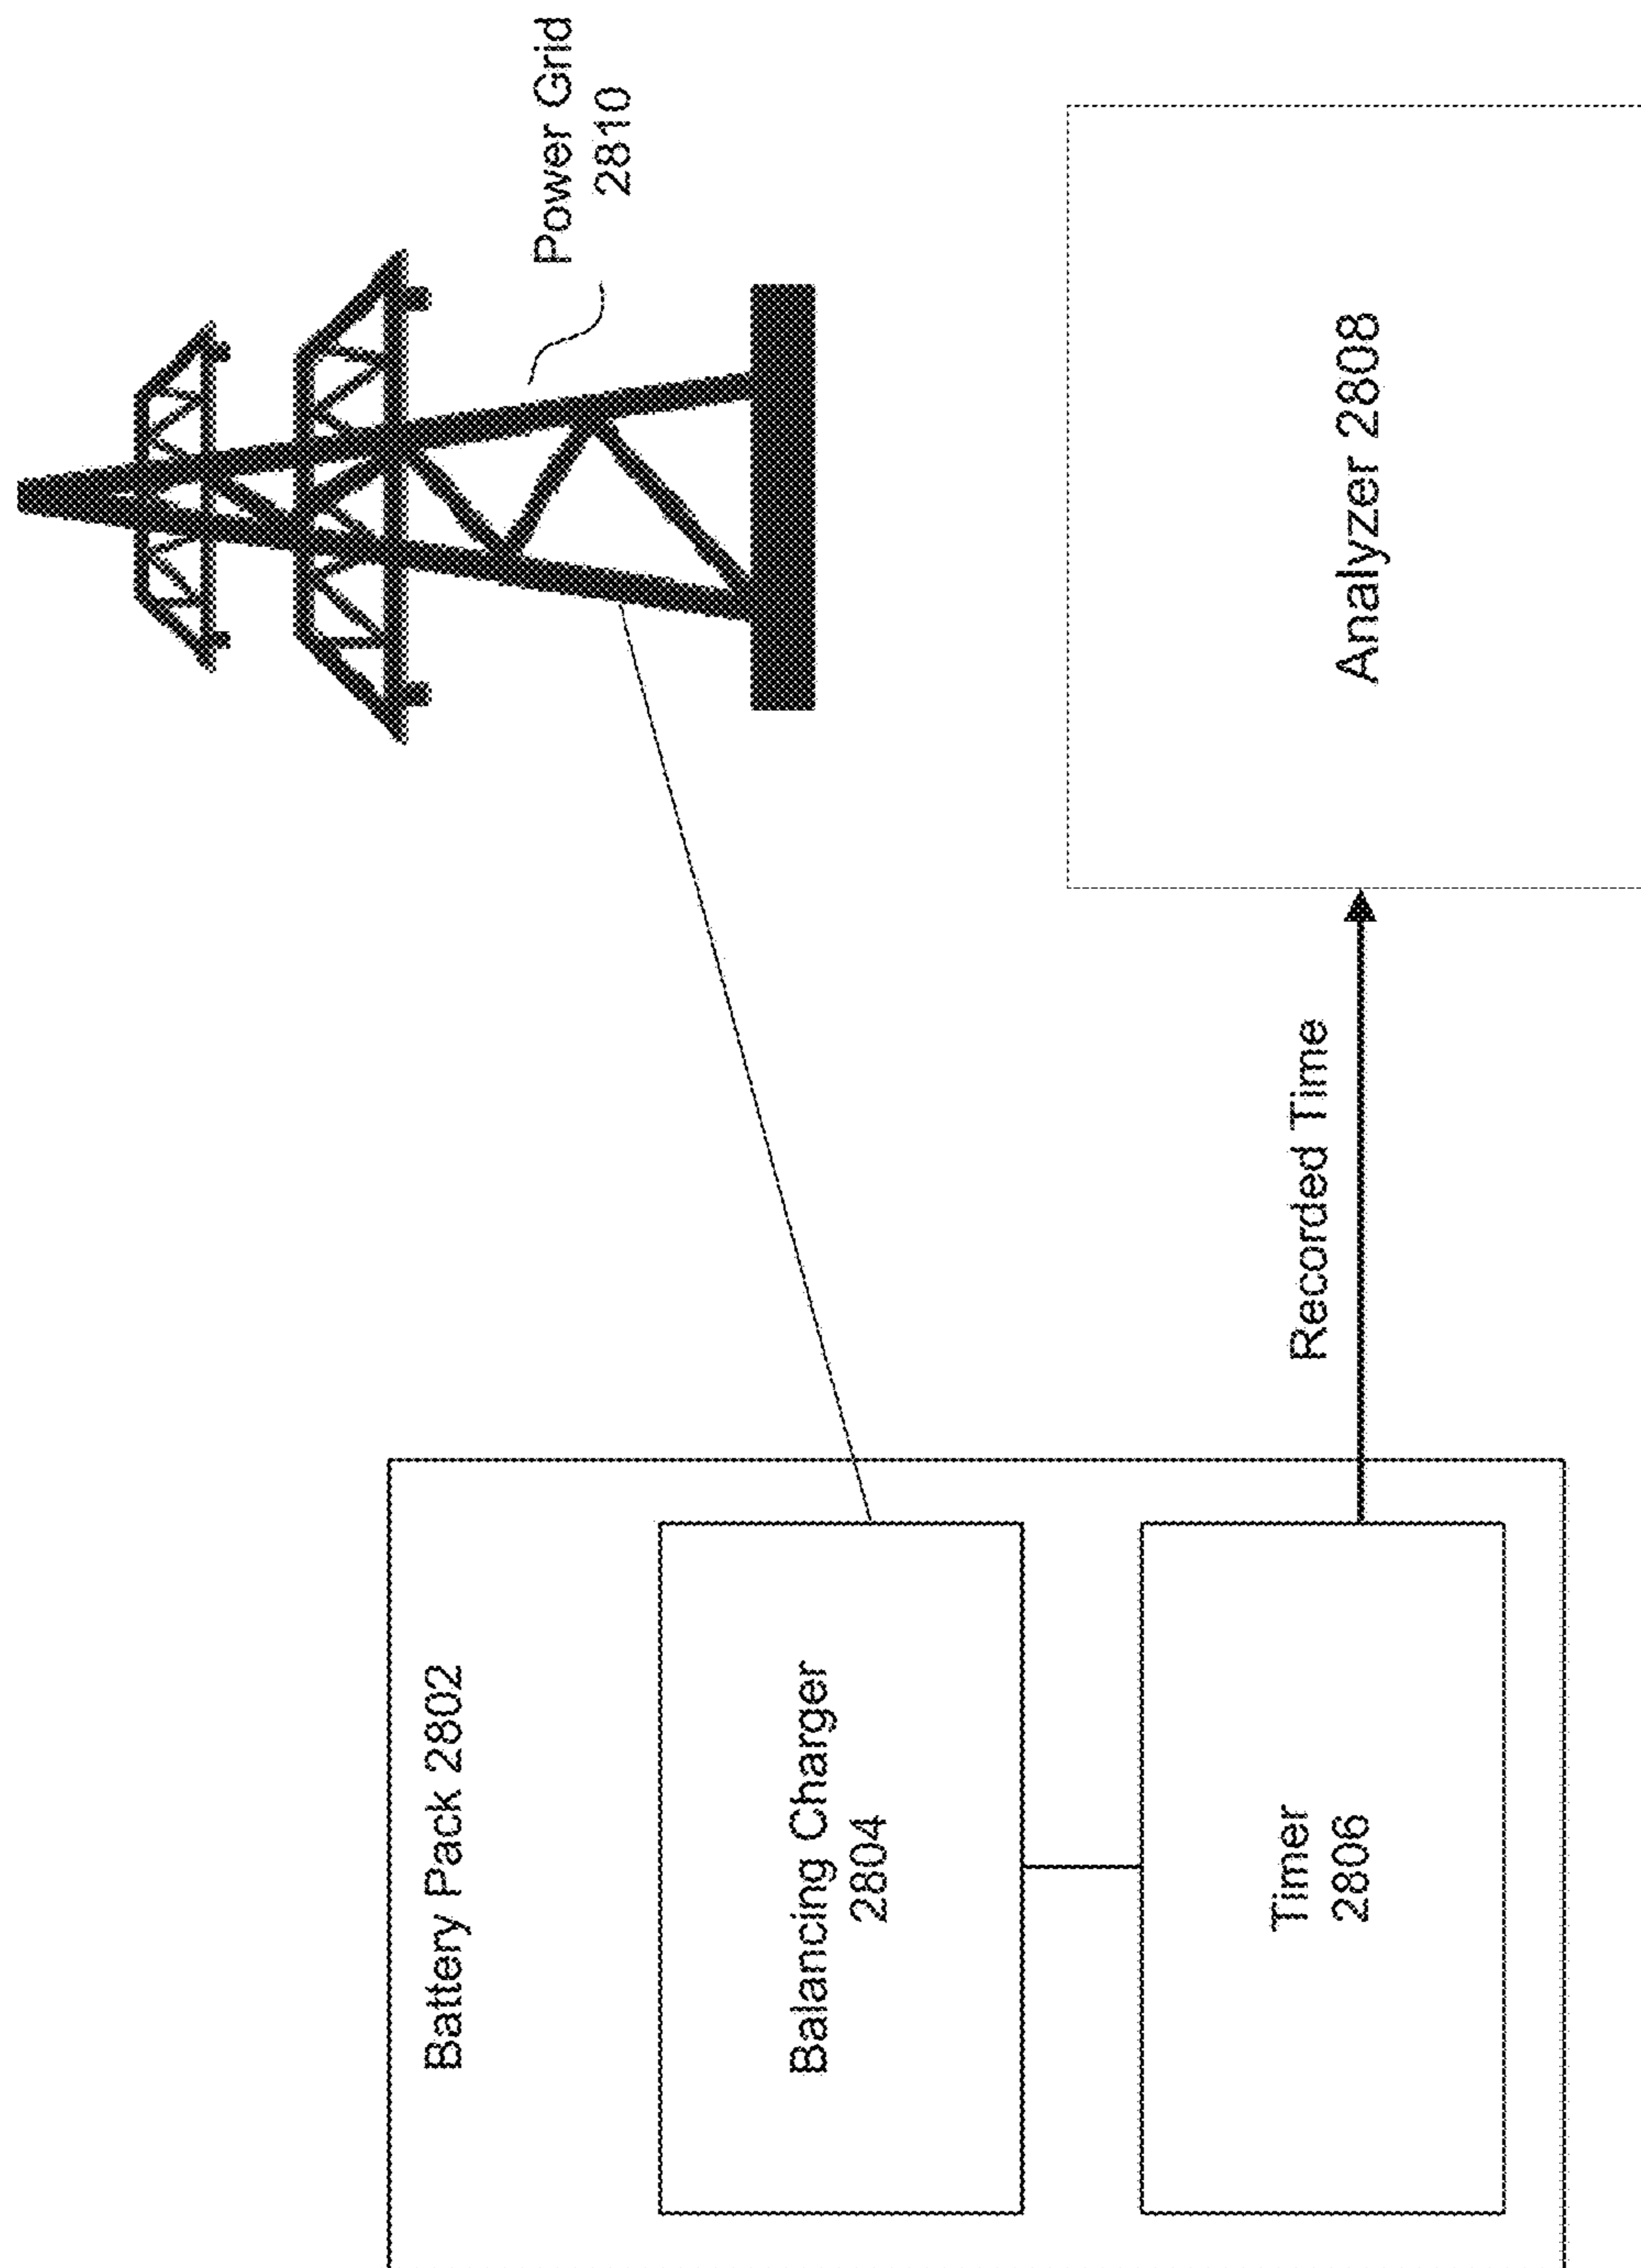 Battery Pack 2802
Balancing Charger
2804
Timer
2806
Recorded Time
Power Grid
2810
Analyzer 2808